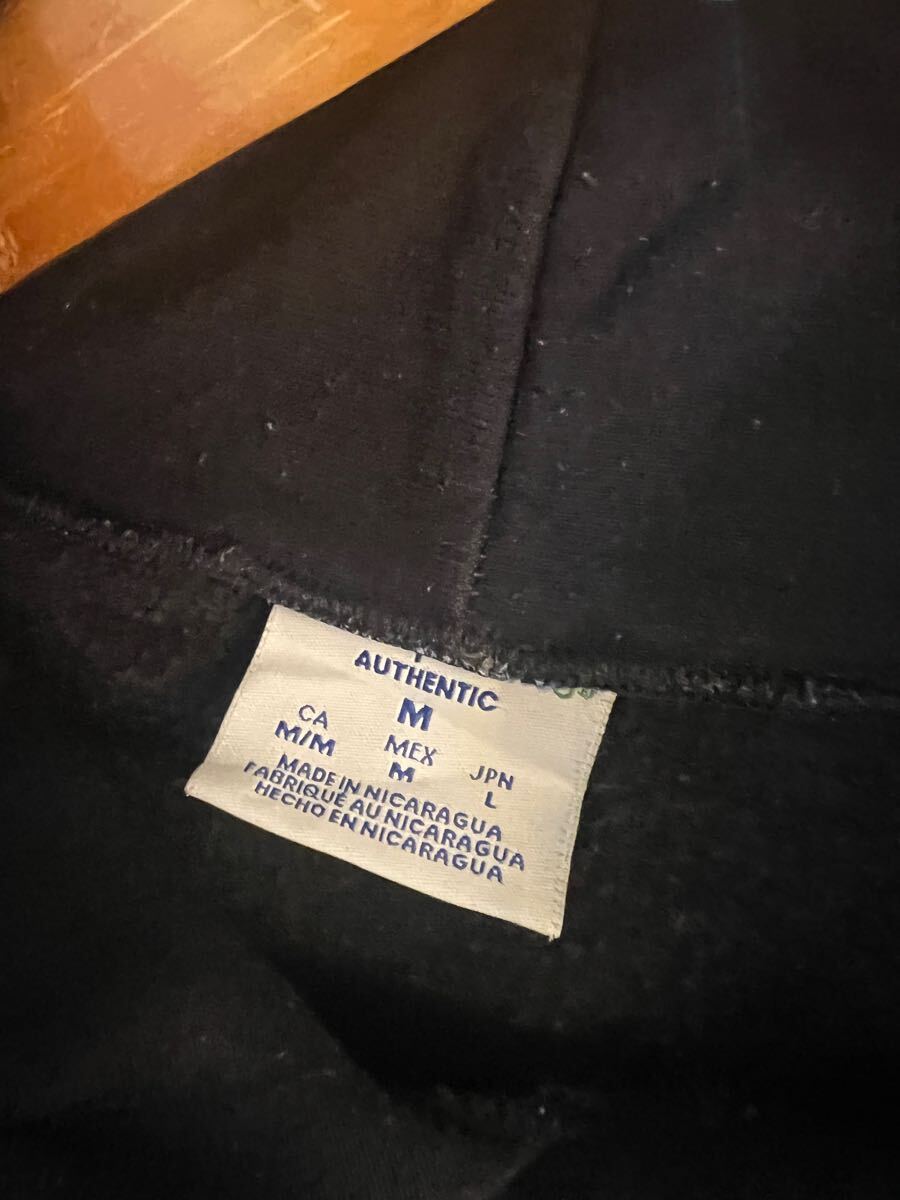 AUTHENTIC
M
CA MEX JPN
M/M M L
MADE IN NICARAGUA
FABRIQUÉ AU NICARAGUA
HECHO EN NICARAGUA